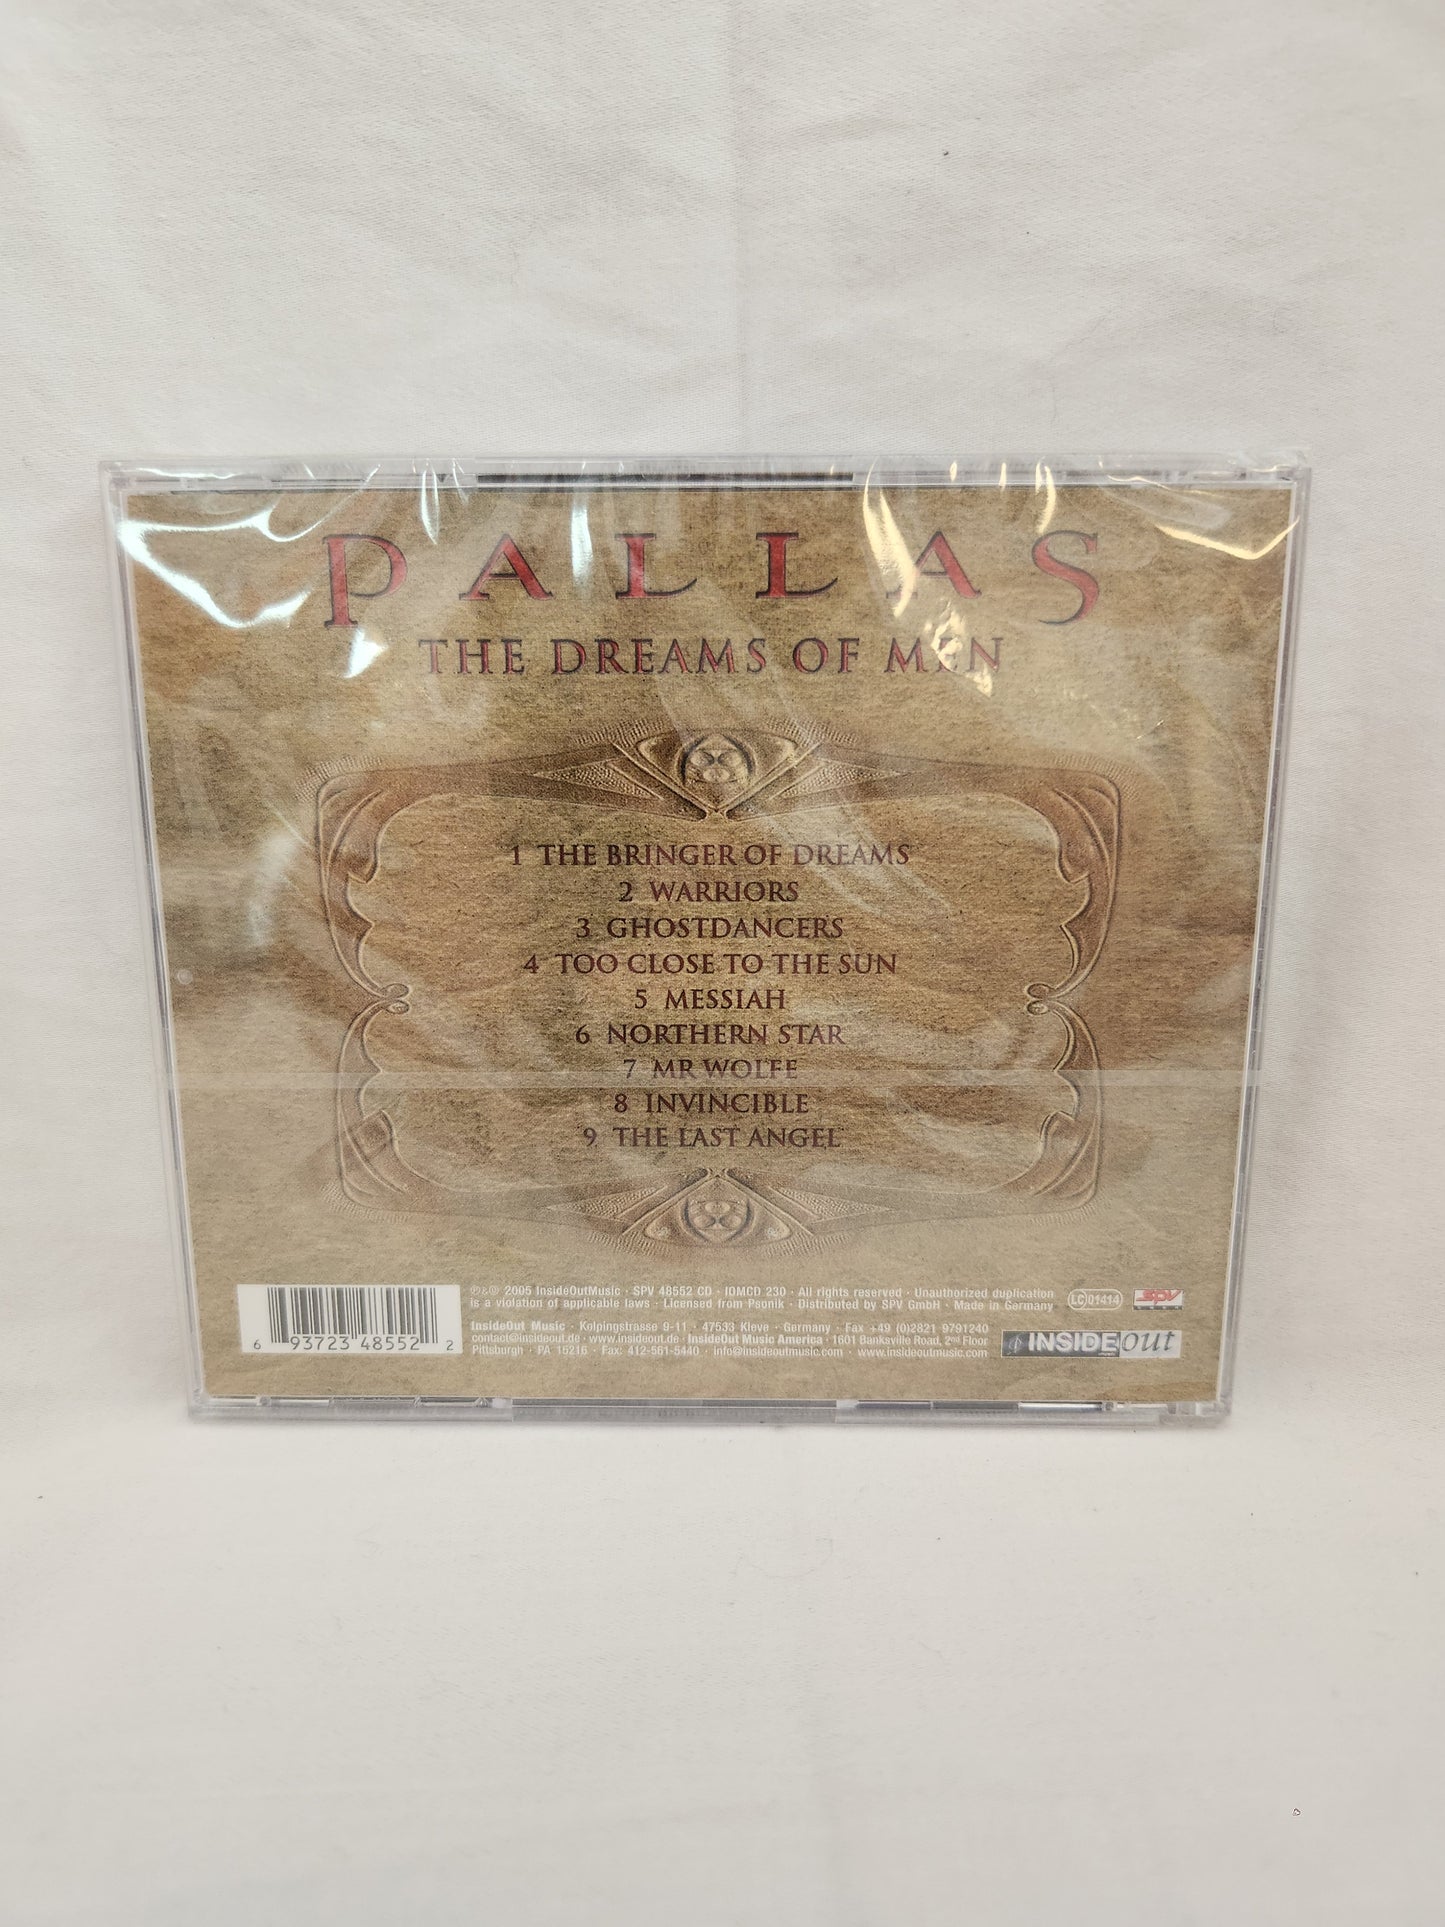 PALLAS
THE DREAMS OF MEN
1 THE BRINGER OF DREAMS
2 WARRIORS
3 GHOSTDANCERS
4 TOO CLOSE TO THE SUN
5 MESSIAH
6 NORTHERN STAR
7 MR WOLFE
8 INVINCIBLE
9 THE LAST ANGEL
6 93723 48552 2
℗&© 2005 InsideOutMusic · SPV 48552 CD · IOMCD 230 · All rights reserved · Unauthorized duplication
is a violation of applicable laws · Licensed from Psonik · Distributed by SPV GmbH · Made in Germany
InsideOut Music · Kolpingstrasse 9-11 · 47533 Kleve · Germany · Fax +49 (0)2821 9791240
contact@insideout.de · www.insideout.de · InsideOut Music America · 1601 Banksville Road, 2nd Floor
Pittsburgh · PA 15216 · Fax: 412-561-5440 · info@insideoutmusic.com · www.insideoutmusic.com
LC 01414
SPV
INSIDE out